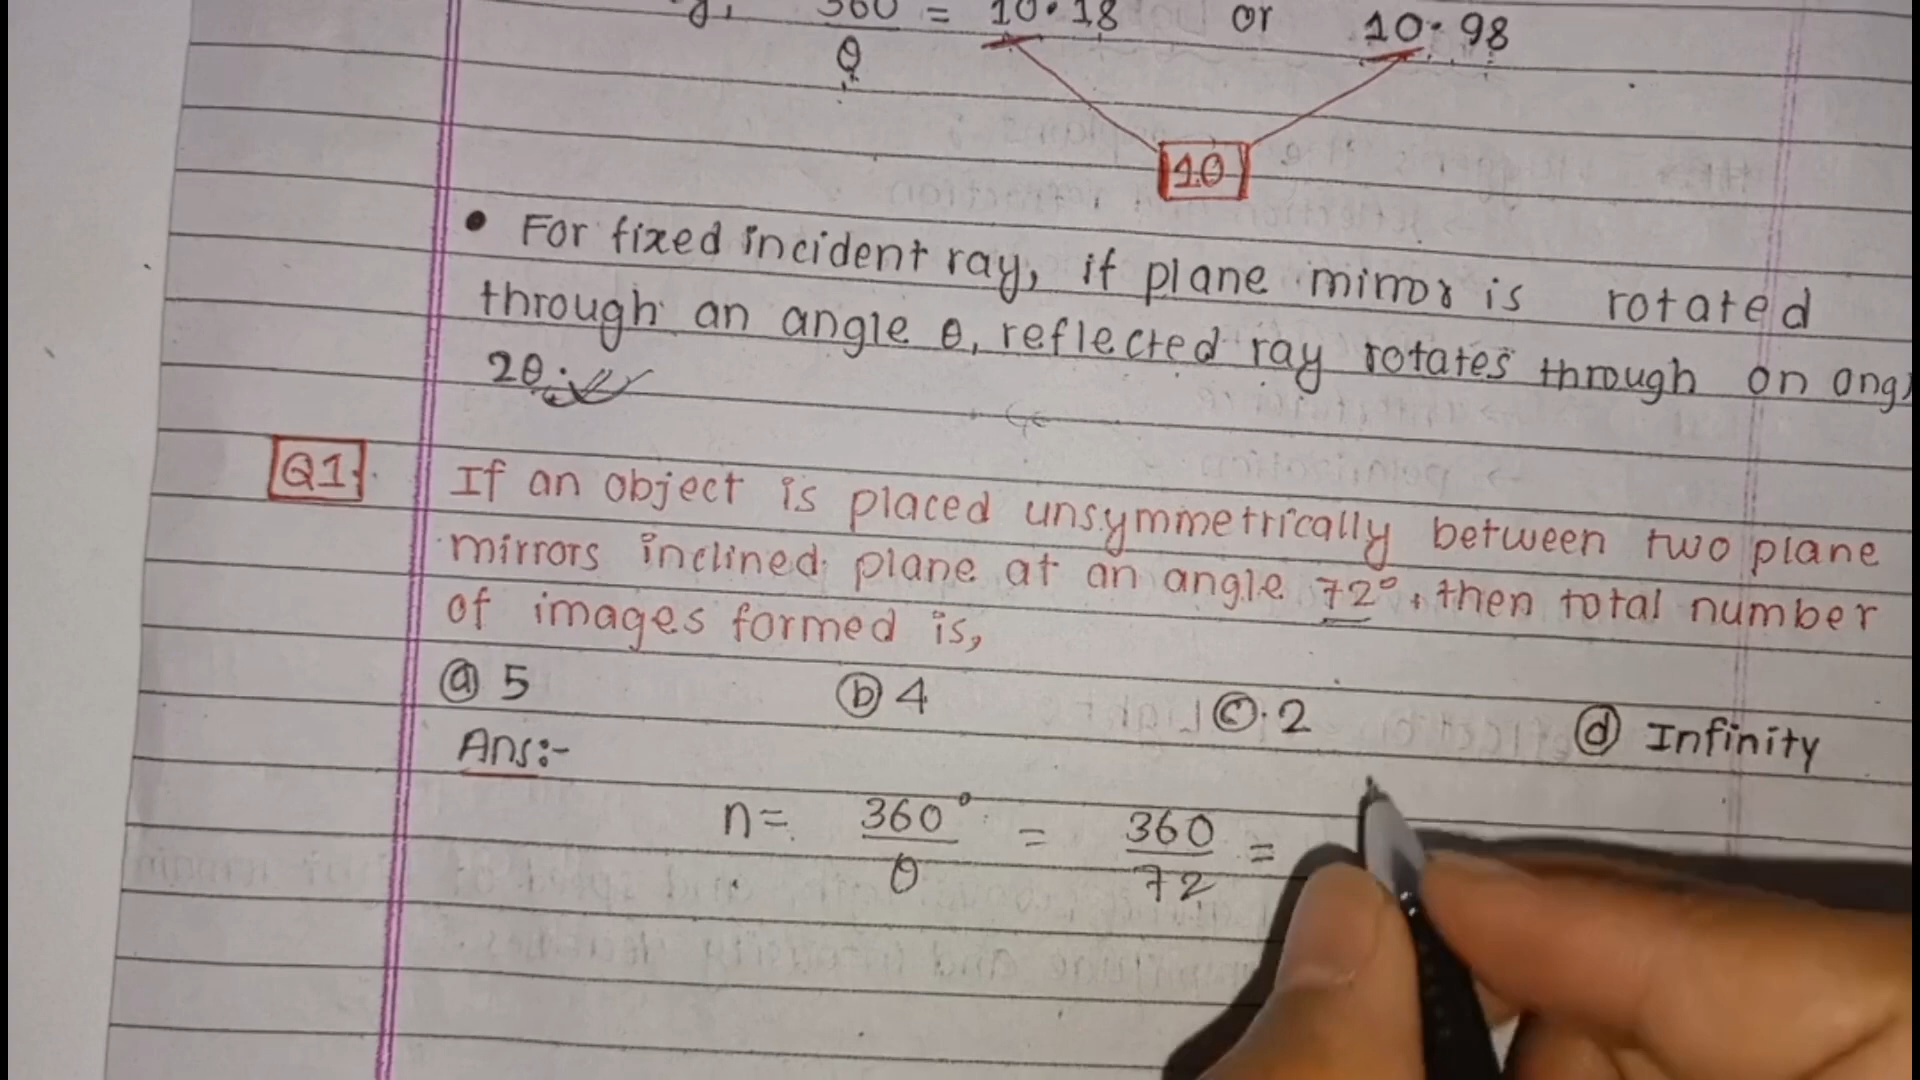 360 = 10.18 or 10.98
θ
10
• For fixed incident ray, if plane mirror is rotated
through an angle θ, reflected ray rotates through on ang
2θ.
Q1. If an object is placed unsymmetrically between two plane
mirrors inclined plane at an angle 72°, then total number
of images formed is,
ⓐ 5 ⓑ 4 ⓒ 2 ⓓ Infinity
Ans:-
n = 360° / θ = 360 / 72 =